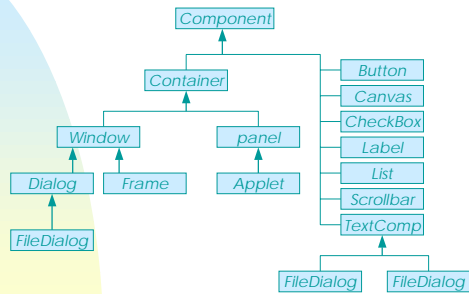 Component
Container
Button
Canvas
CheckBox
Window
panel
Label
List
Dialog
Frame
Applet
Scrollbar
TextComp
FileDialog
FileDialog
FileDialog